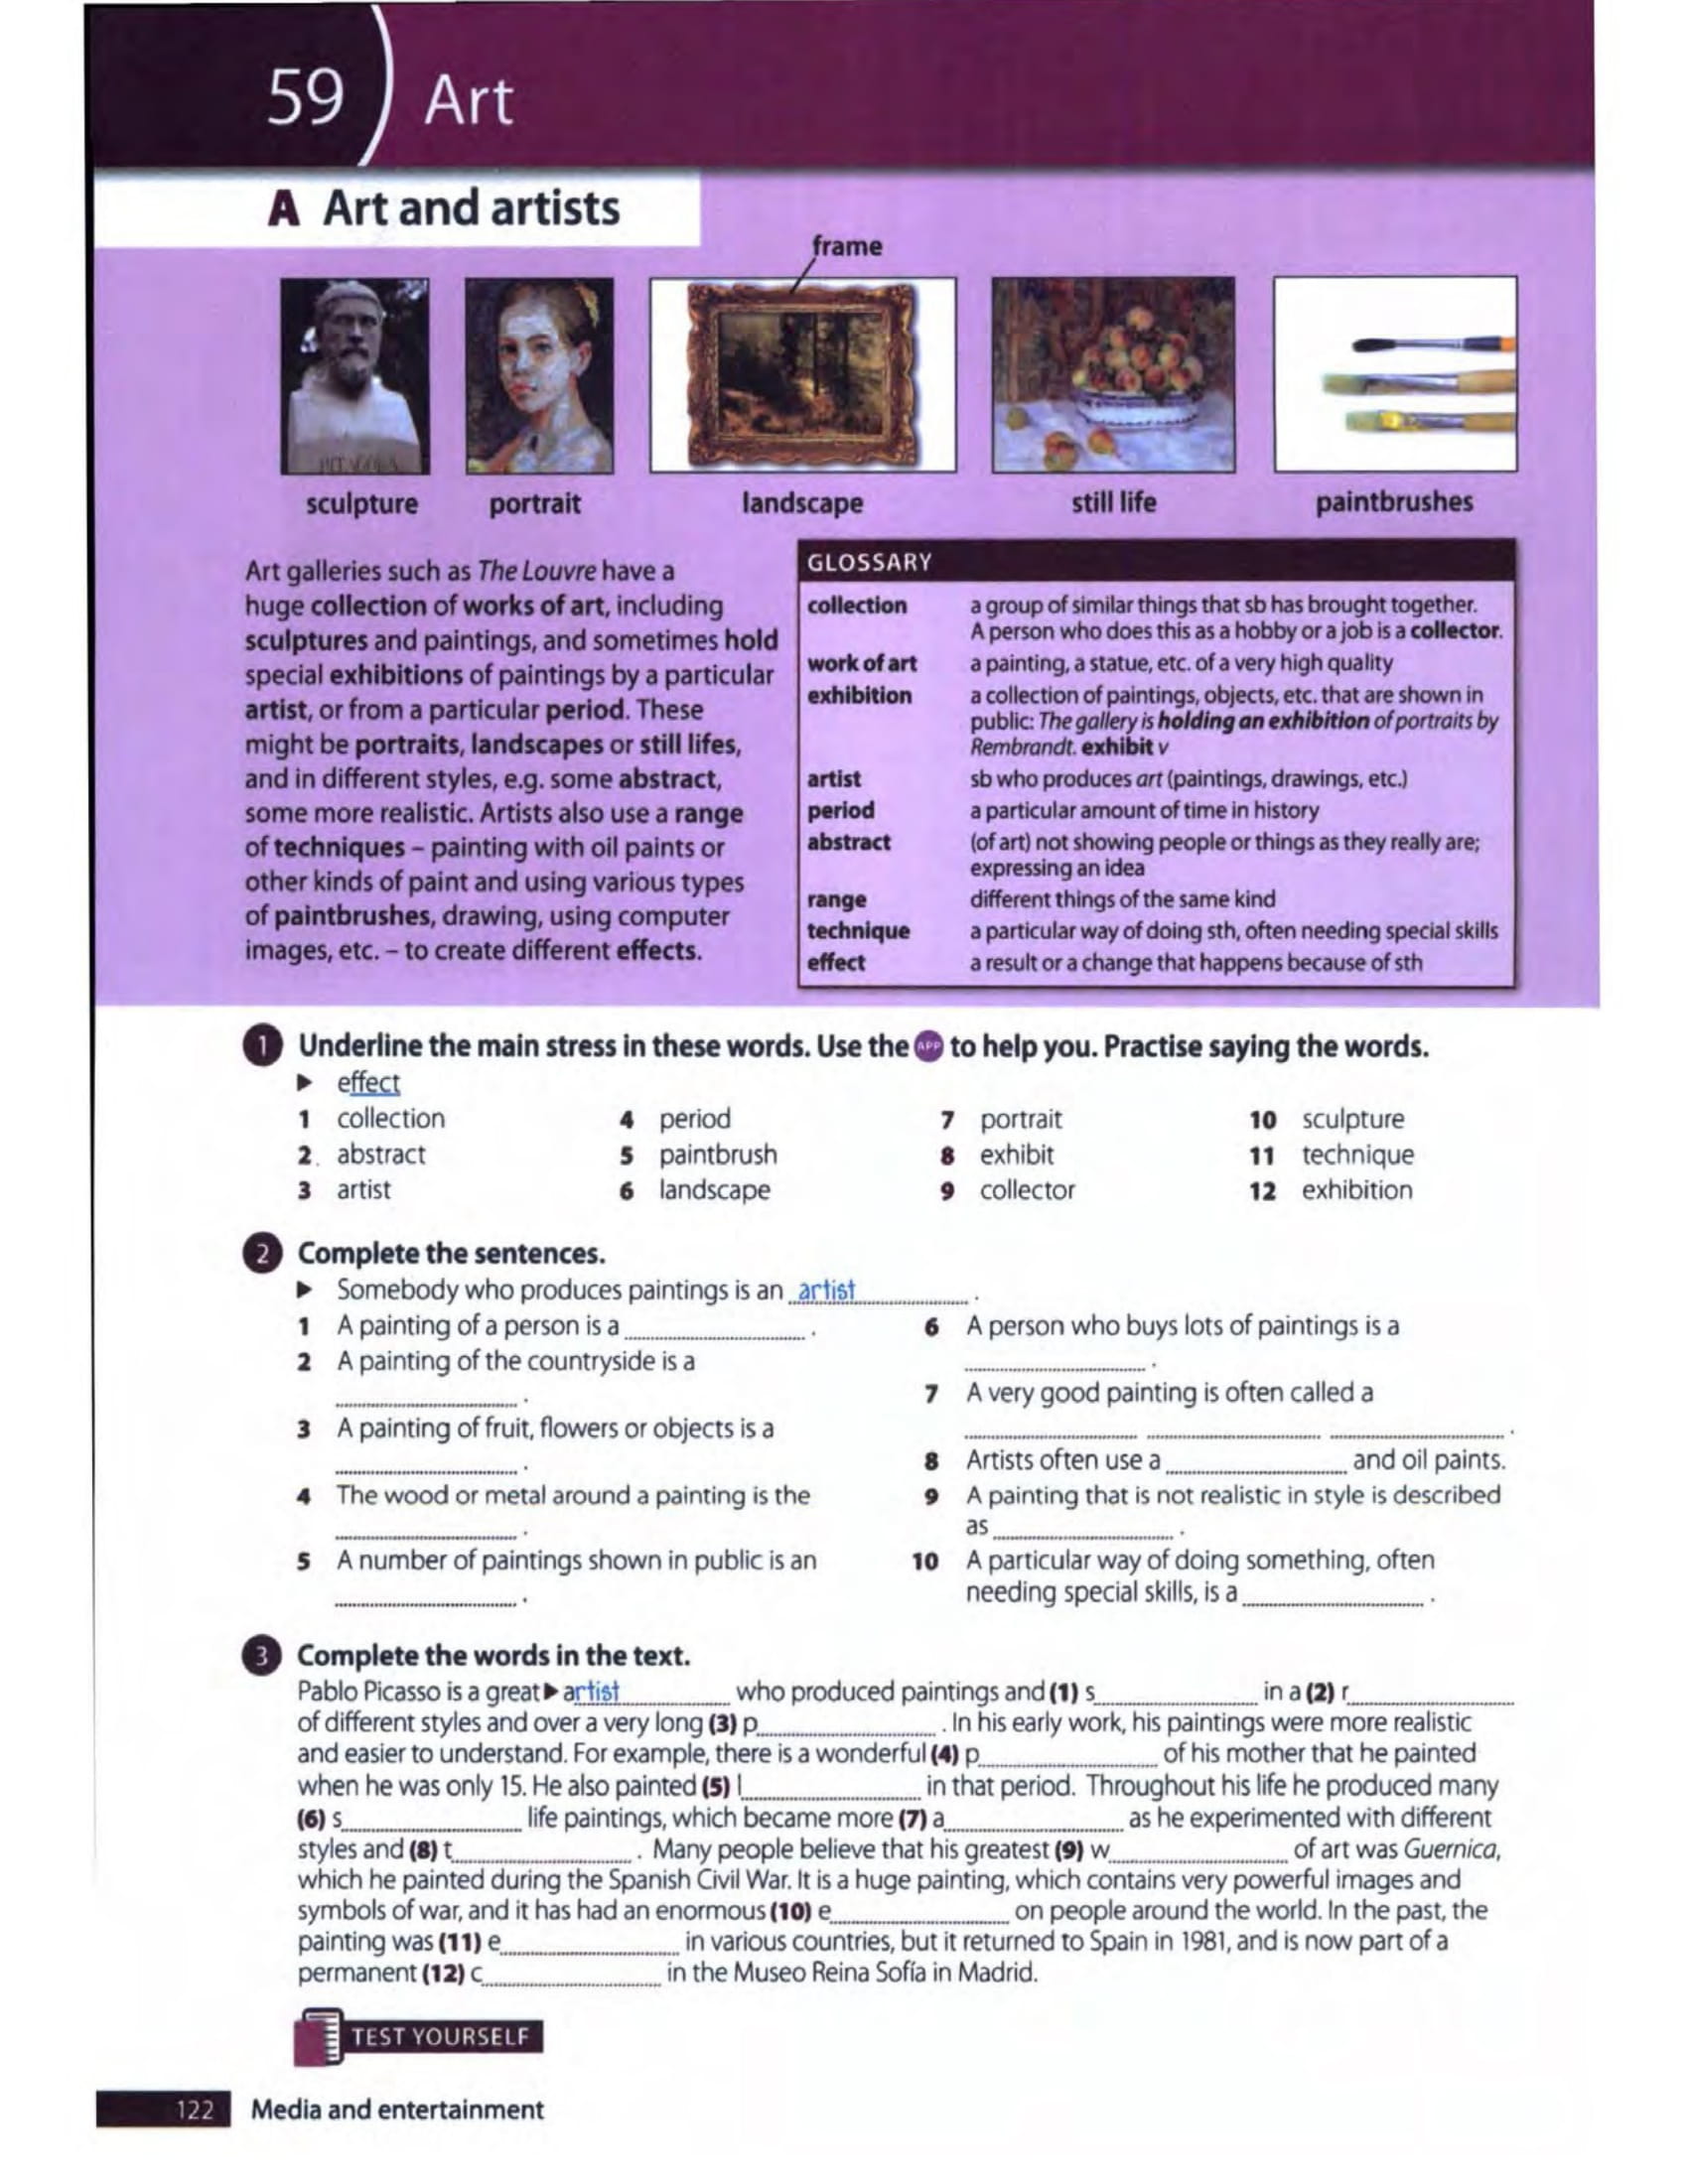 59 Art
A Art and artists
frame
sculpture
portrait
landscape
still life
paintbrushes
Art galleries such as The Louvre have a
huge collection of works of art, including
sculptures and paintings, and sometimes hold
special exhibitions of paintings by a particular
artist, or from a particular period. These
might be portraits, landscapes or still lifes,
and in different styles, e.g. some abstract,
some more realistic. Artists also use a range
of techniques – painting with oil paints or
other kinds of paint and using various types
of paintbrushes, drawing, using computer
images, etc. – to create different effects.
GLOSSARY
collection a group of similar things that sb has brought together.
A person who does this as a hobby or a job is a collector.
work of art a painting, a statue, etc. of a very high quality
exhibition a collection of paintings, objects, etc. that are shown in
public: The gallery is holding an exhibition of portraits by
Rembrandt. exhibit v
artist sb who produces art (paintings, drawings, etc.)
period a particular amount of time in history
abstract (of art) not showing people or things as they really are;
expressing an idea
range different things of the same kind
technique a particular way of doing sth, often needing special skills
effect a result or a change that happens because of sth
1 Underline the main stress in these words. Use the APP to help you. Practise saying the words.
▶ effect
1 collection 4 period 7 portrait 10 sculpture
2. abstract 5 paintbrush 8 exhibit 11 technique
3 artist 6 landscape 9 collector 12 exhibition
2 Complete the sentences.
▶ Somebody who produces paintings is an artist .
1 A painting of a person is a .
2 A painting of the countryside is a
.
3 A painting of fruit, flowers or objects is a
.
4 The wood or metal around a painting is the
.
5 A number of paintings shown in public is an
.
6 A person who buys lots of paintings is a
.
7 A very good painting is often called a
.
8 Artists often use a and oil paints.
9 A painting that is not realistic in style is described
as .
10 A particular way of doing something, often
needing special skills, is a .
3 Complete the words in the text.
Pablo Picasso is a great ▶ artist who produced paintings and (1) s in a (2) r
of different styles and over a very long (3) p . In his early work, his paintings were more realistic
and easier to understand. For example, there is a wonderful (4) p of his mother that he painted
when he was only 15. He also painted (5) l in that period. Throughout his life he produced many
(6) s life paintings, which became more (7) a as he experimented with different
styles and (8) t . Many people believe that his greatest (9) w of art was Guernica,
which he painted during the Spanish Civil War. It is a huge painting, which contains very powerful images and
symbols of war, and it has had an enormous (10) e on people around the world. In the past, the
painting was (11) e in various countries, but it returned to Spain in 1981, and is now part of a
permanent (12) c in the Museo Reina Sofía in Madrid.
TEST YOURSELF
122 Media and entertainment